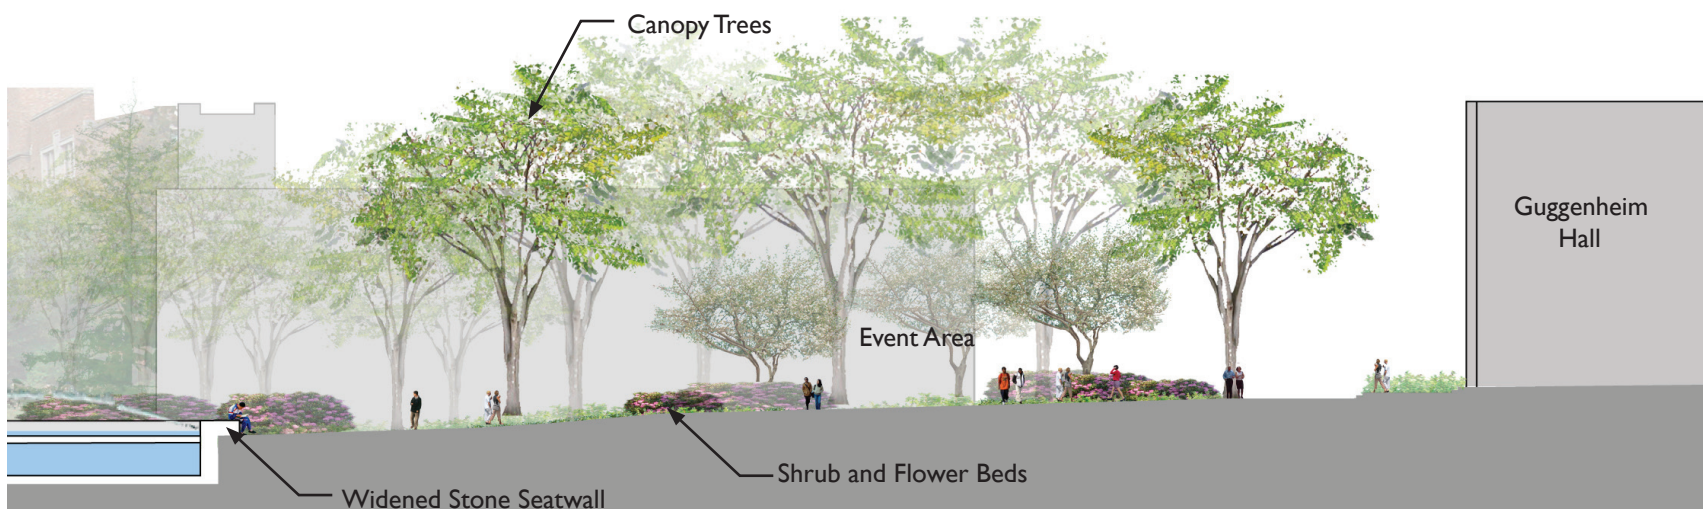 Canopy Trees
Guggenheim
Hall
Event Area
Shrub and Flower Beds
Widened Stone Seatwall